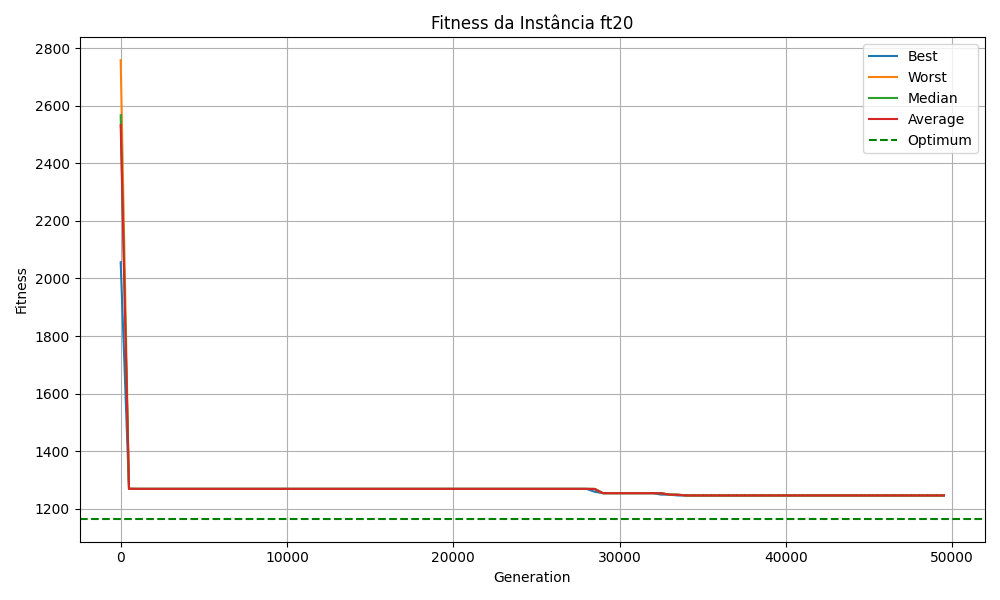 Fitness da Instância ft20
2800
2600
2400
2200
2000
1800
1600
1400
1200
Fitness
0
10000
20000
30000
40000
50000
Generation
Best
Worst
Median
Average
Optimum